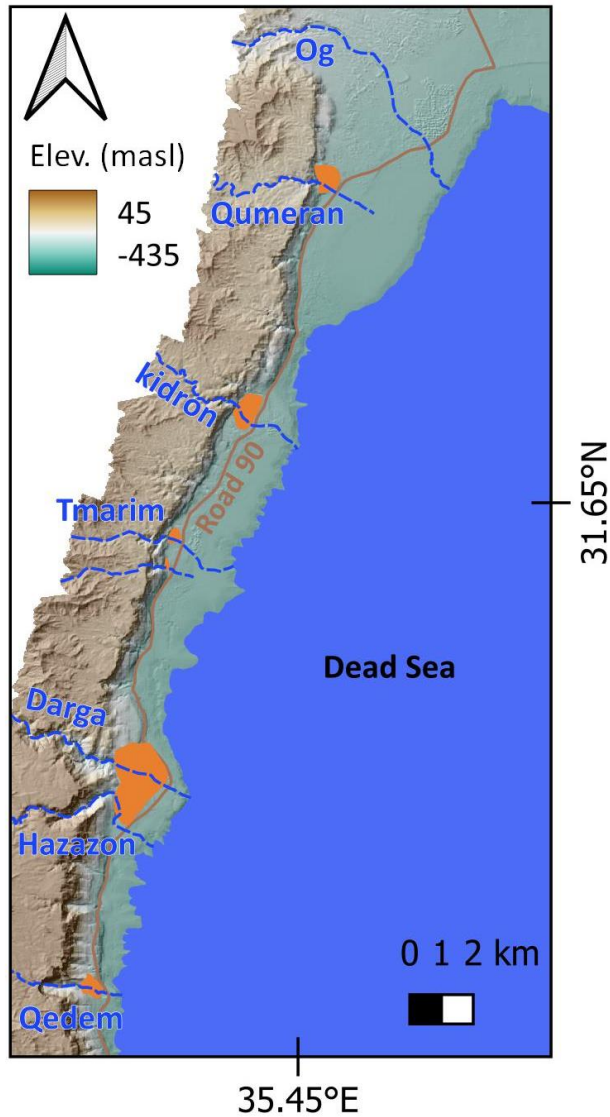 Og
Elev. (masl)
45
-435
Qumeran
kidron
Road 90
31.65°N
Tmarim
Dead Sea
Darga
Hazazon
0 1 2 km
Qedem
35.45°E